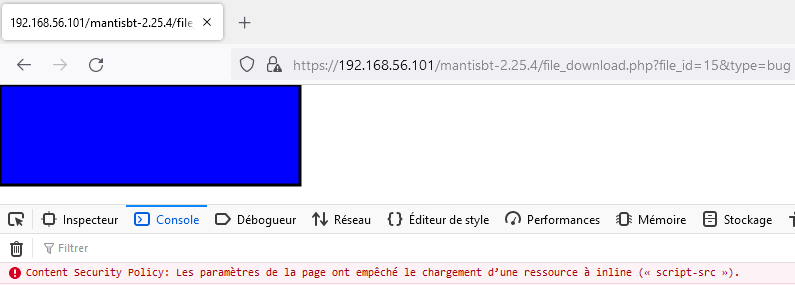 192.168.56.101/mantisbt-2.25.4/file
https://192.168.56.101/mantisbt-2.25.4/file_download.php?file_id=15&type=bug
Inspecteur Console Débogueur Réseau Éditeur de style Performances Mémoire Stockage
Filtrer
Content Security Policy: Les paramètres de la page ont empêché le chargement d’une ressource à inline (« script-src »).